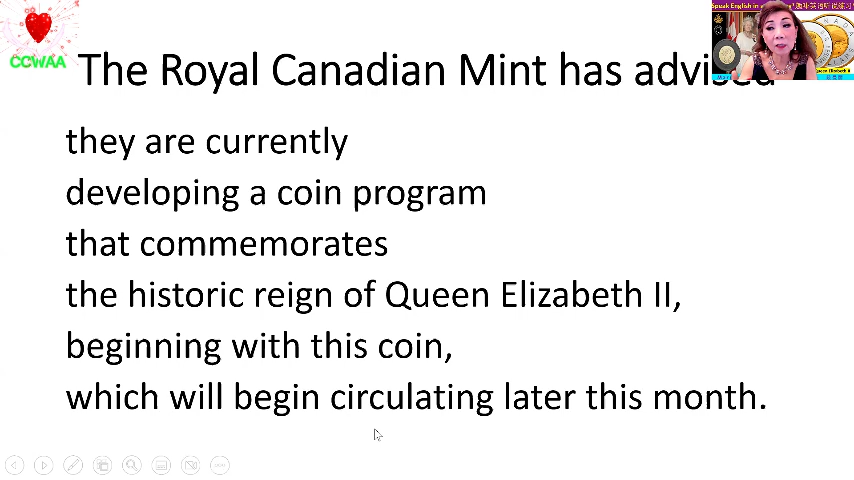 CCWAA
The Royal Canadian Mint has advised
they are currently
developing a coin program
that commemorates
the historic reign of Queen Elizabeth II,
beginning with this coin,
which will begin circulating later this month.